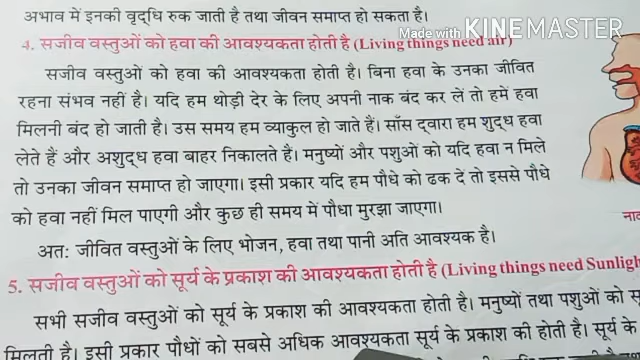 अभाव में इनकी वृद्धि रुक जाती है तथा जीवन समाप्त हो सकता है।
Made with KINEMASTER
4. सजीव वस्तुओं को हवा की आवश्यकता होती है (Living things need air)
सजीव वस्तुओं को हवा की आवश्यकता होती है। बिना हवा के उनका जीवित
रहना संभव नहीं है। यदि हम थोड़ी देर के लिए अपनी नाक बंद कर लें तो हमें हवा
मिलनी बंद हो जाती है। उस समय हम व्याकुल हो जाते हैं। साँस द्वारा हम शुद्ध हवा
लेते हैं और अशुद्ध हवा बाहर निकालते हैं। मनुष्यों और पशुओं को यदि हवा न मिले
तो उनका जीवन समाप्त हो जाएगा। इसी प्रकार यदि हम पौधे को ढक दें तो इससे पौधे
को हवा नहीं मिल पाएगी और कुछ ही समय में पौधा मुरझा जाएगा।
अतः जीवित वस्तुओं के लिए भोजन, हवा तथा पानी अति आवश्यक है।
5. सजीव वस्तुओं को सूर्य के प्रकाश की आवश्यकता होती है (Living things need Sunligh
सभी सजीव वस्तुओं को सूर्य के प्रकाश की आवश्यकता होती है। मनुष्यों तथा पशुओं को
मिलती है। इसी प्रकार पौधों को सबसे अधिक आवश्यकता सूर्य के प्रकाश की होती है। सूर्य के